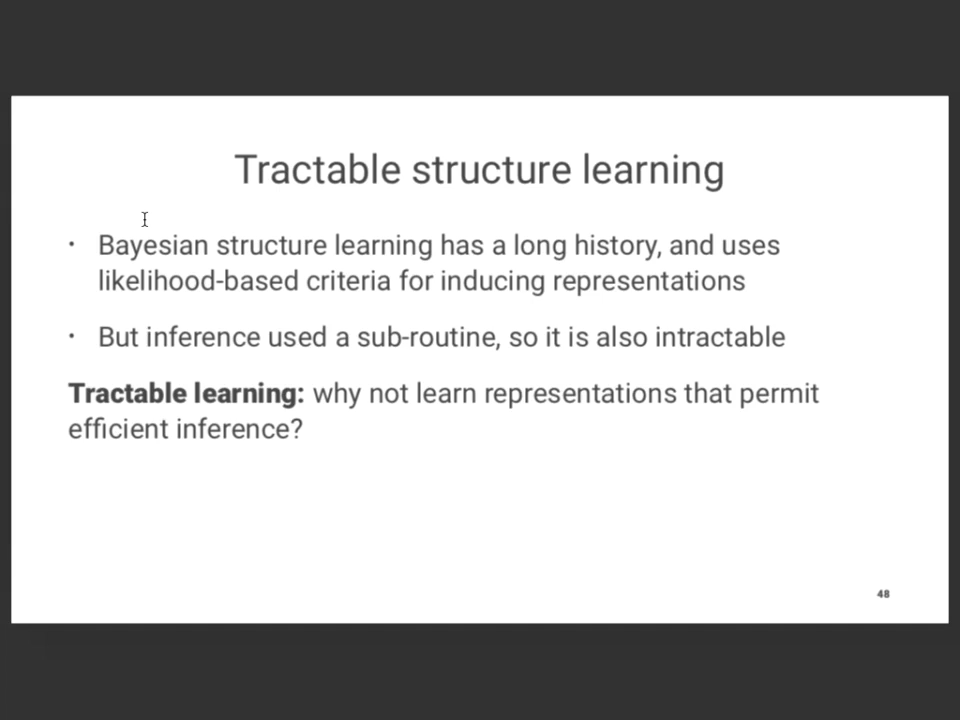 Tractable structure learning
• Bayesian structure learning has a long history, and uses
likelihood-based criteria for inducing representations
• But inference used a sub-routine, so it is also intractable
Tractable learning: why not learn representations that permit
efficient inference?
48